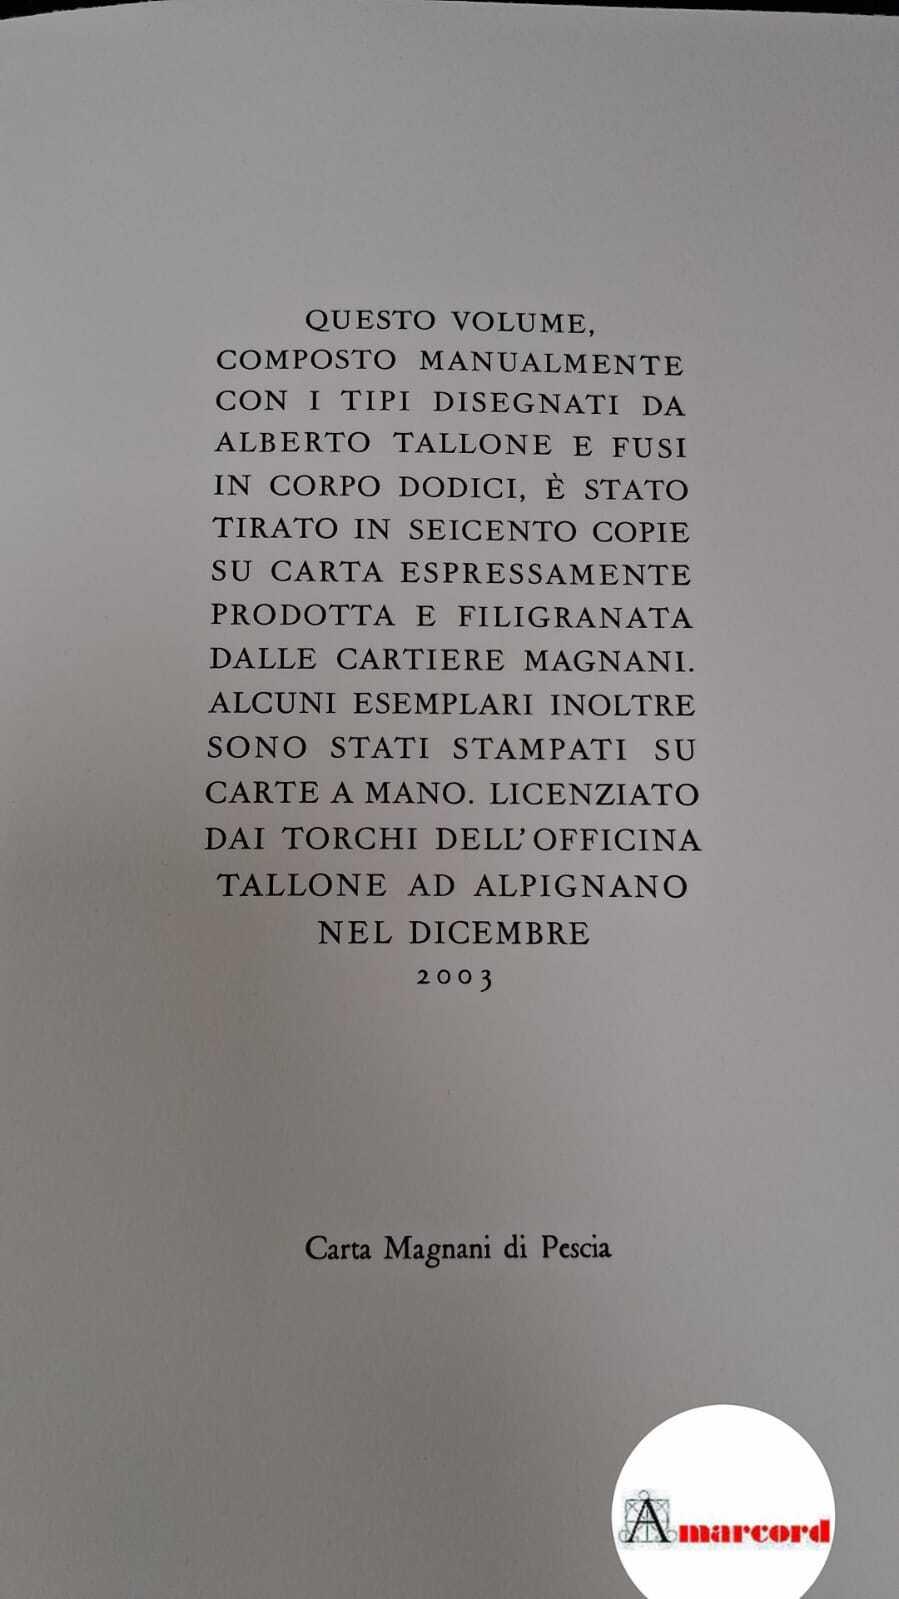 QUESTO VOLUME,
COMPOSTO MANUALMENTE
CON I TIPI DISEGNATI DA
ALBERTO TALLONE E FUSI
IN CORPO DODICI, È STATO
TIRATO IN SEICENTO COPIE
SU CARTA ESPRESSAMENTE
PRODOTTA E FILIGRANATA
DALLE CARTIERE MAGNANI.
ALCUNI ESEMPLARI INOLTRE
SONO STATI STAMPATI SU
CARTE A MANO. LICENZIATO
DAI TORCHI DELL'OFFICINA
TALLONE AD ALPIGNANO
NEL DICEMBRE
2003
Carta Magnani di Pescia
Amarcord